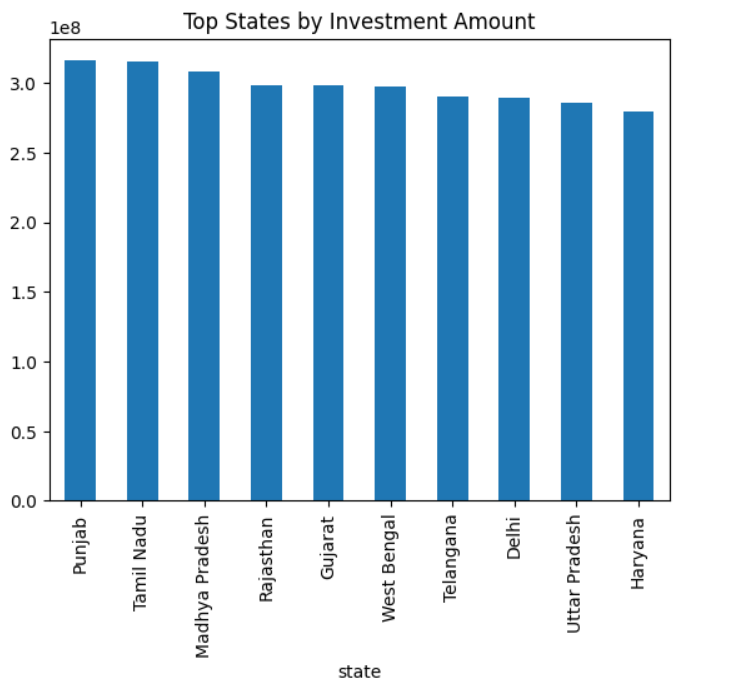 Top States by Investment Amount
1e8
3.0
2.5
2.0
1.5
1.0
0.5
0.0
Punjab
Tamil Nadu
Madhya Pradesh
Rajasthan
Gujarat
West Bengal
Telangana
Delhi
Uttar Pradesh
Haryana
state